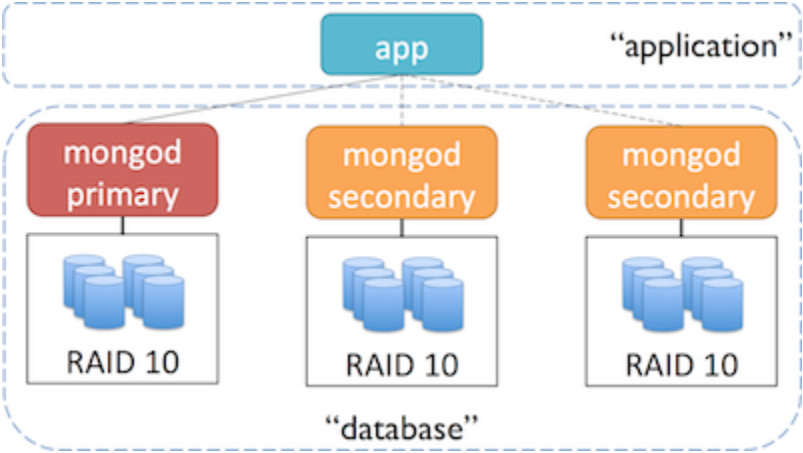 app
“application”
mongod
primary
mongod
secondary
mongod
secondary
RAID 10
RAID 10
RAID 10
“database”